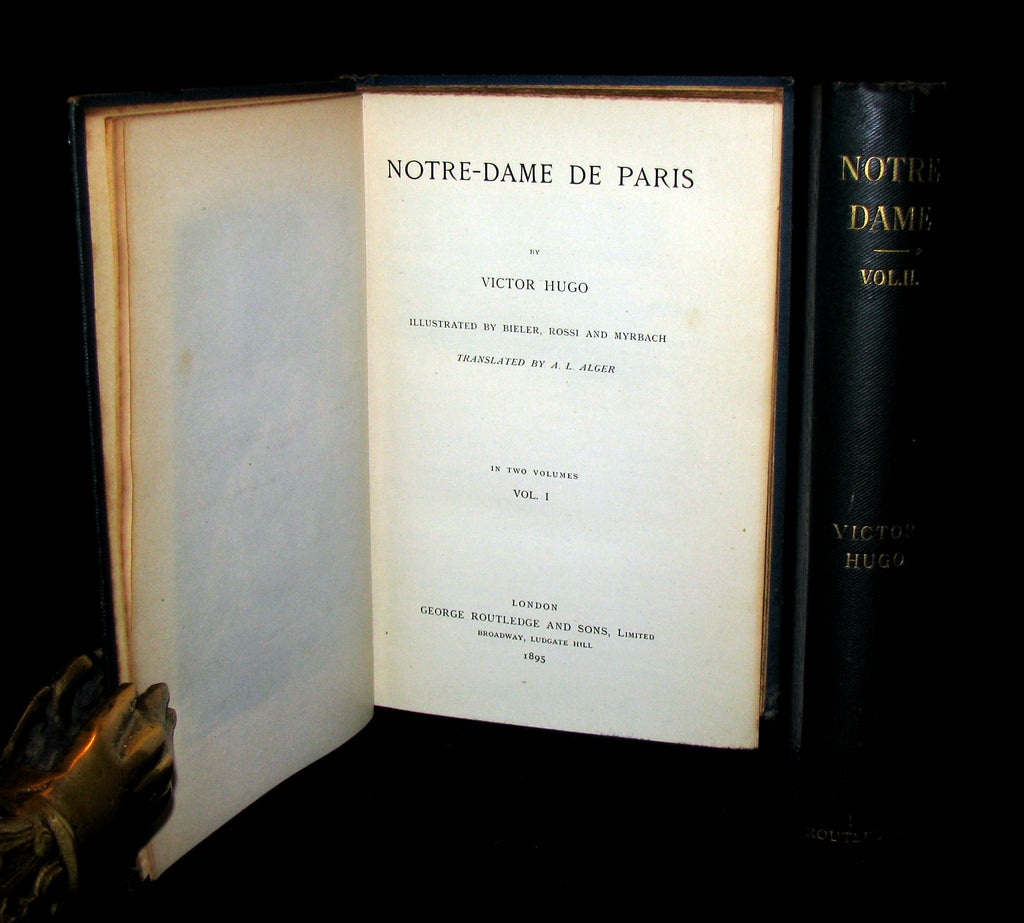 NOTRE-DAME DE PARIS
BY
VICTOR HUGO
ILLUSTRATED BY BIELER, ROSSI AND MYRBACH
TRANSLATED BY A. L. ALGER
IN TWO VOLUMES
VOL. I
LONDON
GEORGE ROUTLEDGE AND SONS, LIMITED
BROADWAY, LUDGATE HILL
1895
NOTRE
DAME
VOL. II.
VICTOR
HUGO